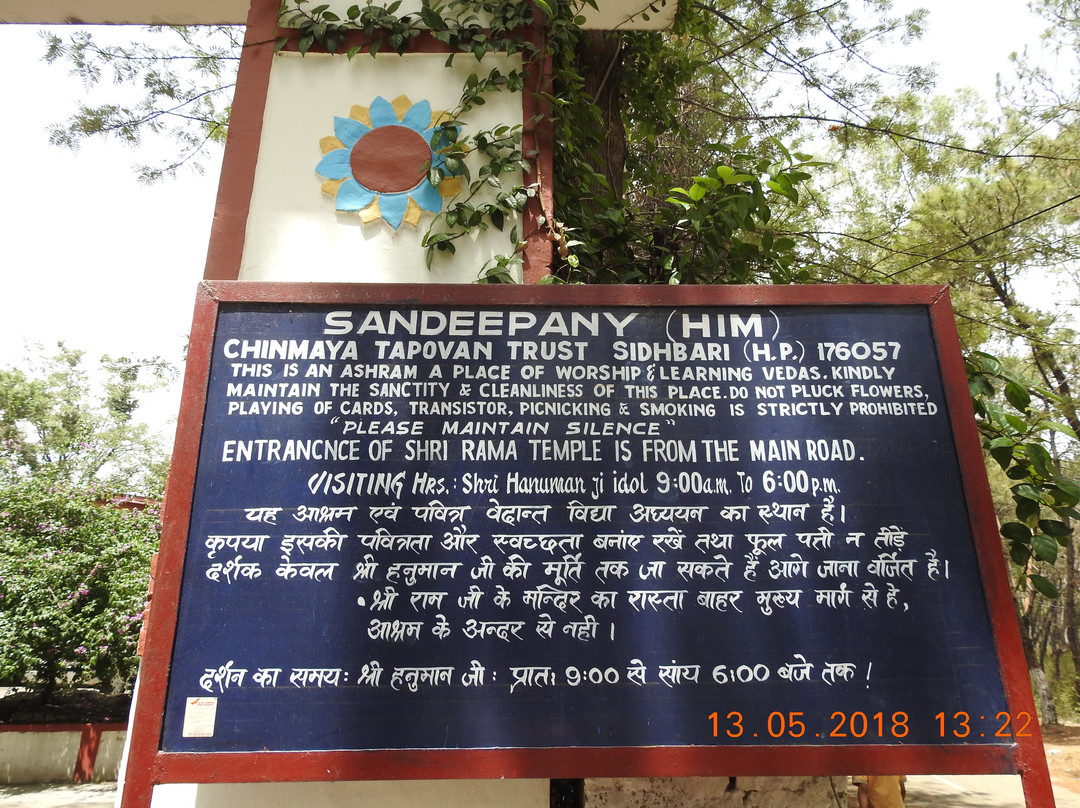 SANDEEPANY (HIM)
CHINMAYA TAPOVAN TRUST SIDHBARI (H.P.) 176057
THIS IS AN ASHRAM A PLACE OF WORSHIP & LEARNING VEDAS. KINDLY
MAINTAIN THE SANCTITY & CLEANLINESS OF THIS PLACE. DO NOT PLUCK FLOWERS,
PLAYING OF CARDS, TRANSISTOR, PICNICKING & SMOKING IS STRICTLY PROHIBITED
"PLEASE MAINTAIN SILENCE"
ENTRANCNCE OF SHRI RAMA TEMPLE IS FROM THE MAIN ROAD.
VISITING HRS.: Shri Hanuman ji idol 9:00a.m. To 6:00p.m.
यह आश्रम एवं पवित्र वेदान्त विद्या अध्ययन का स्थान है।
कृपया इसकी पवित्रता और स्वच्छता बनांए रखें तथा फूल पती न तोड़ें
दर्शक केवल श्री हनुमान जी की मूर्ति तक जा सकते हैं आगे जाना वर्जित है।
• श्री राम जी के मन्दिर का रास्ता बाहर मुख्य मार्ग से है,
आश्रम के अन्दर से नही।
दर्शन का समय: श्री हनुमान जी: प्रात: 9:00 से सांय 6:00 बजे तक!
13.05.2018 13:22